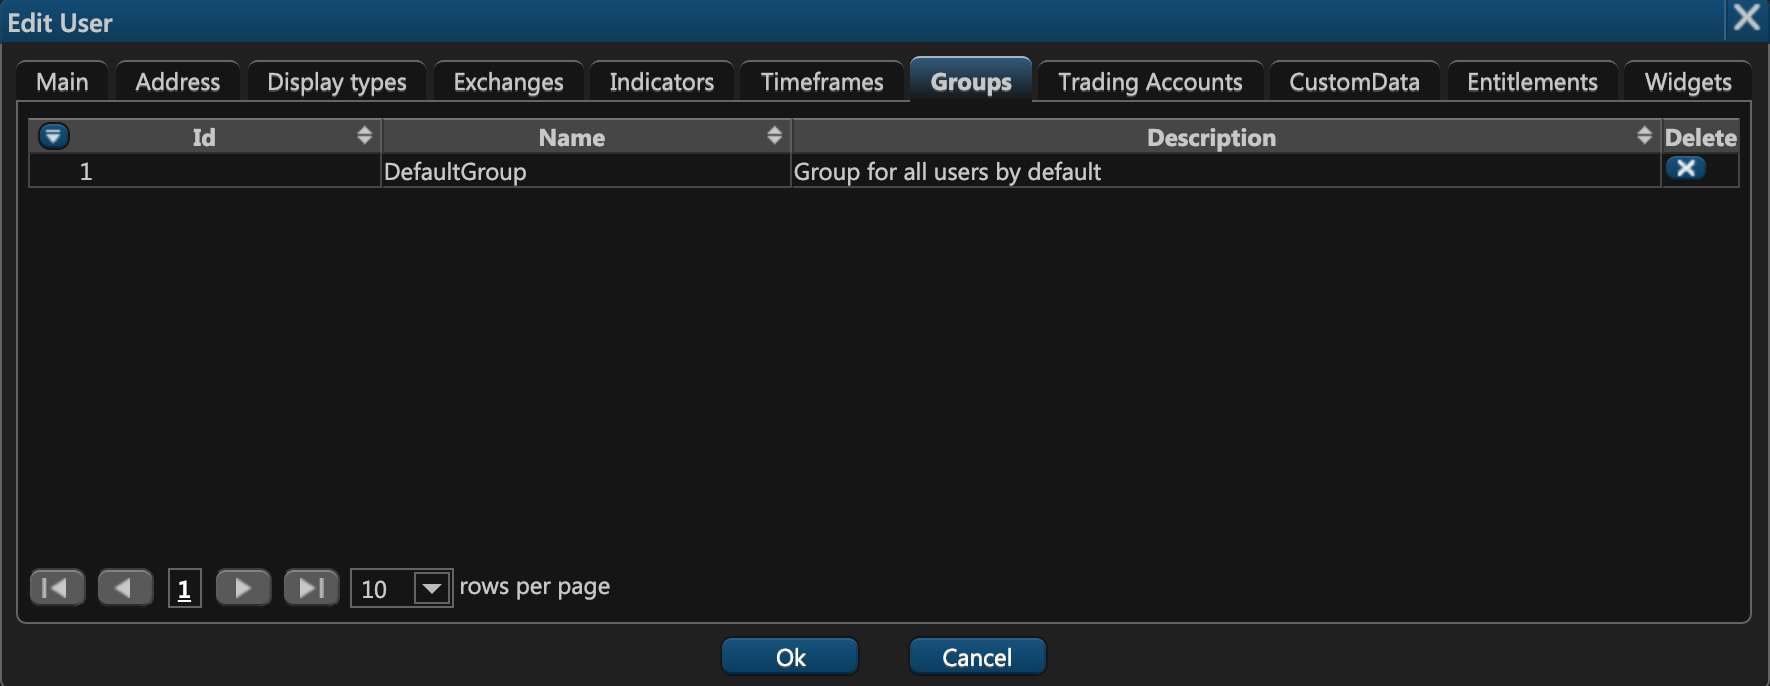 Edit User
Main Address Display types Exchanges Indicators Timeframes Groups Trading Accounts CustomData Entitlements Widgets
Id Name Description Delete
1 DefaultGroup Group for all users by default
1 10 rows per page
Ok Cancel